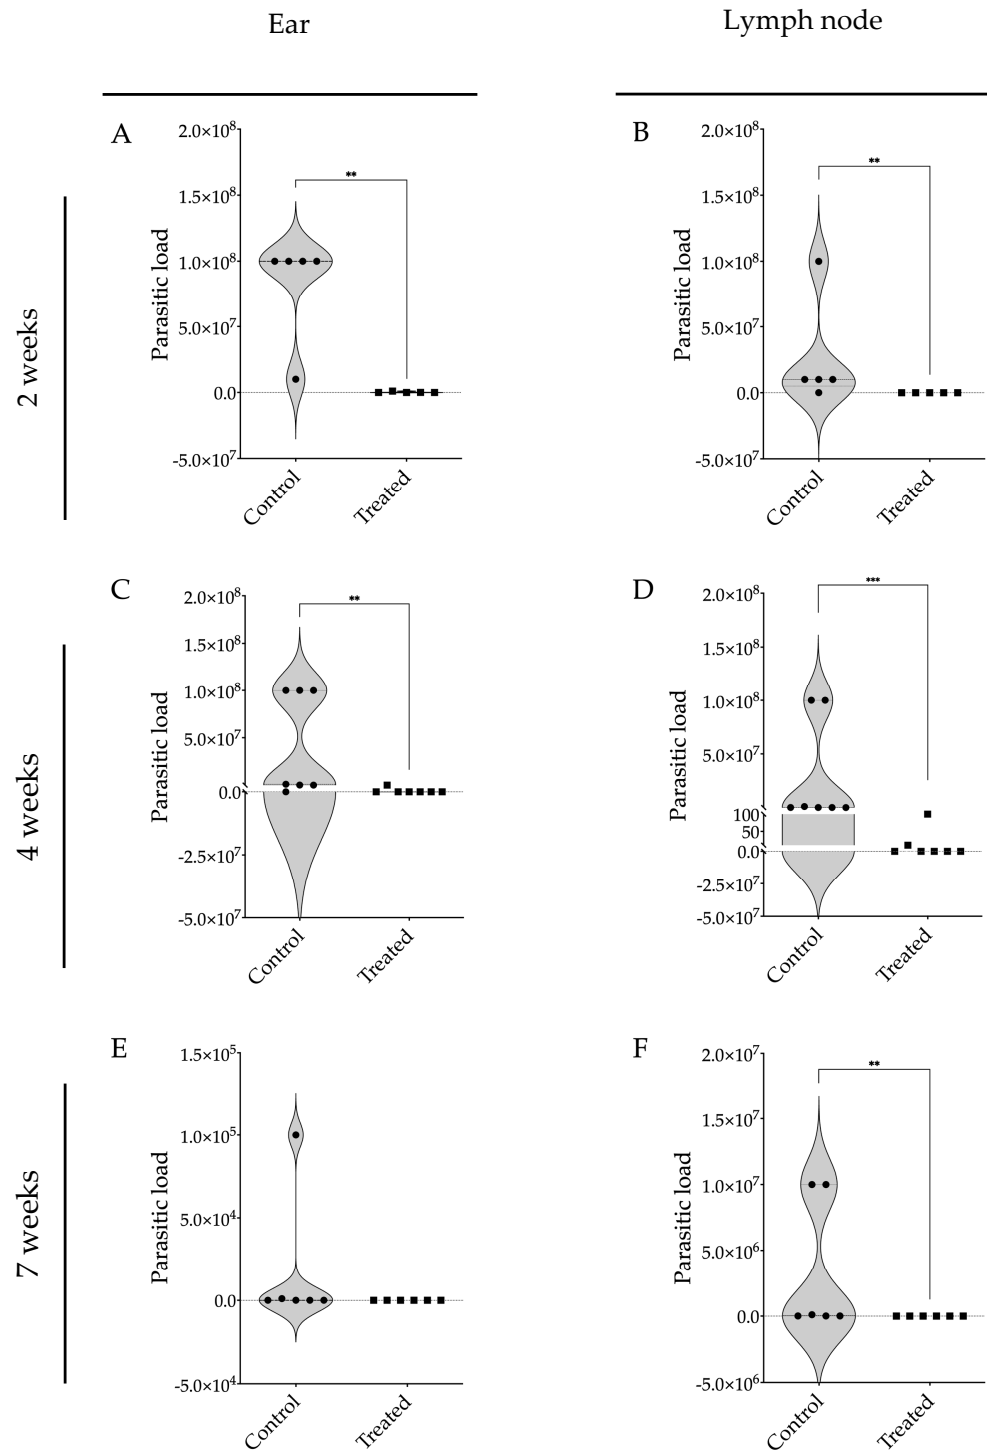 Ear
Lymph node
2 weeks
A
Parasitic load
2.0×10⁸
1.5×10⁸
1.0×10⁸
5.0×10⁷
0.0
-5.0×10⁷
**
Control
Treated
B
Parasitic load
2.0×10⁸
1.5×10⁸
1.0×10⁸
5.0×10⁷
0.0
-5.0×10⁷
**
Control
Treated
4 weeks
C
Parasitic load
2.0×10⁸
1.5×10⁸
1.0×10⁸
5.0×10⁷
0.0
-2.5×10⁷
-5.0×10⁷
**
Control
Treated
D
Parasitic load
2.0×10⁸
1.5×10⁸
1.0×10⁸
5.0×10⁷
100
50
0.0
-2.5×10⁷
-5.0×10⁷
***
Control
Treated
7 weeks
E
Parasitic load
1.5×10⁵
1.0×10⁵
5.0×10⁴
0.0
-5.0×10⁴
Control
Treated
F
Parasitic load
2.0×10⁷
1.5×10⁷
1.0×10⁷
5.0×10⁶
0.0
-5.0×10⁶
**
Control
Treated